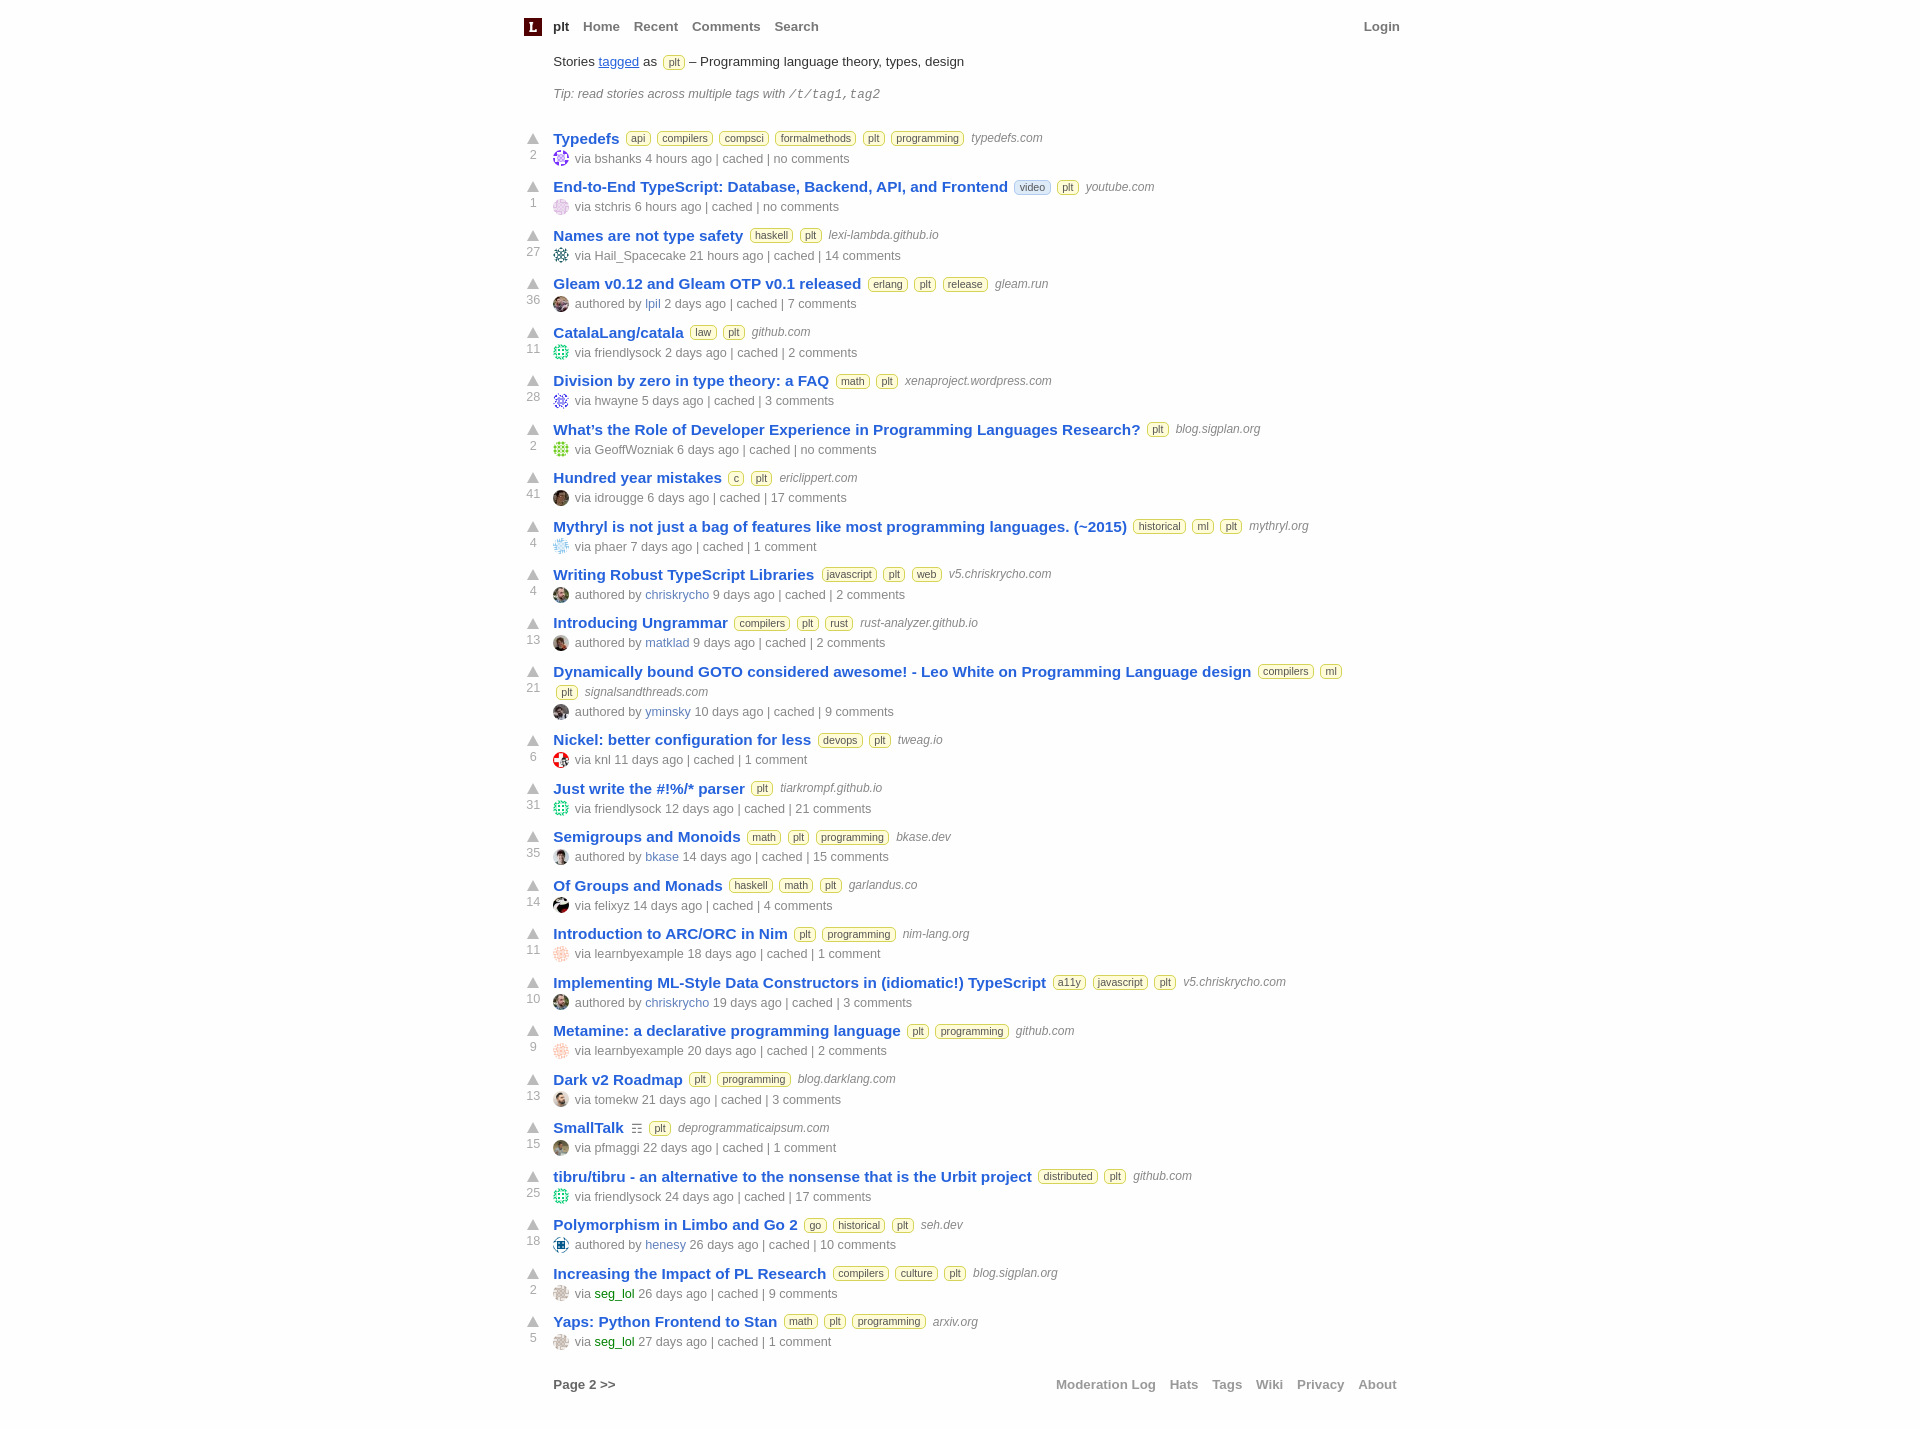 L plt Home Recent Comments Search Login
Stories tagged as plt – Programming language theory, types, design
Tip: read stories across multiple tags with /t/tag1,tag2
Typedefs api compilers compsci formalmethods plt programming typedefs.com
2 via bshanks 4 hours ago | cached | no comments
End-to-End TypeScript: Database, Backend, API, and Frontend video plt youtube.com
1 via stchris 6 hours ago | cached | no comments
Names are not type safety haskell plt lexi-lambda.github.io
27 via Hail_Spacecake 21 hours ago | cached | 14 comments
Gleam v0.12 and Gleam OTP v0.1 released erlang plt release gleam.run
36 authored by lpil 2 days ago | cached | 7 comments
CatalaLang/catala law plt github.com
11 via friendlysock 2 days ago | cached | 2 comments
Division by zero in type theory: a FAQ math plt xenaproject.wordpress.com
28 via hwayne 5 days ago | cached | 3 comments
What’s the Role of Developer Experience in Programming Languages Research? plt blog.sigplan.org
2 via GeoffWozniak 6 days ago | cached | no comments
Hundred year mistakes c plt ericlippert.com
41 via idrougge 6 days ago | cached | 17 comments
Mythryl is not just a bag of features like most programming languages. (~2015) historical ml plt mythryl.org
4 via phaer 7 days ago | cached | 1 comment
Writing Robust TypeScript Libraries javascript plt web v5.chriskrycho.com
4 authored by chriskrycho 9 days ago | cached | 2 comments
Introducing Ungrammar compilers plt rust rust-analyzer.github.io
13 authored by matklad 9 days ago | cached | 2 comments
Dynamically bound GOTO considered awesome! - Leo White on Programming Language design compilers ml
21 plt signalsandthreads.com
authored by yminsky 10 days ago | cached | 9 comments
Nickel: better configuration for less devops plt tweag.io
6 via knl 11 days ago | cached | 1 comment
Just write the #!%/* parser plt tiarkrompf.github.io
31 via friendlysock 12 days ago | cached | 21 comments
Semigroups and Monoids math plt programming bkase.dev
35 authored by bkase 14 days ago | cached | 15 comments
Of Groups and Monads haskell math plt garlandus.co
14 via felixyz 14 days ago | cached | 4 comments
Introduction to ARC/ORC in Nim plt programming nim-lang.org
11 via learnbyexample 18 days ago | cached | 1 comment
Implementing ML-Style Data Constructors in (idiomatic!) TypeScript a11y javascript plt v5.chriskrycho.com
10 authored by chriskrycho 19 days ago | cached | 3 comments
Metamine: a declarative programming language plt programming github.com
9 via learnbyexample 20 days ago | cached | 2 comments
Dark v2 Roadmap plt programming blog.darklang.com
13 via tomekw 21 days ago | cached | 3 comments
SmallTalk ☶ plt deprogrammaticaipsum.com
15 via pfmaggi 22 days ago | cached | 1 comment
tibru/tibru - an alternative to the nonsense that is the Urbit project distributed plt github.com
25 via friendlysock 24 days ago | cached | 17 comments
Polymorphism in Limbo and Go 2 go historical plt seh.dev
18 authored by henesy 26 days ago | cached | 10 comments
Increasing the Impact of PL Research compilers culture plt blog.sigplan.org
2 via seg_lol 26 days ago | cached | 9 comments
Yaps: Python Frontend to Stan math plt programming arxiv.org
5 via seg_lol 27 days ago | cached | 1 comment
Page 2 >> Moderation Log Hats Tags Wiki Privacy About